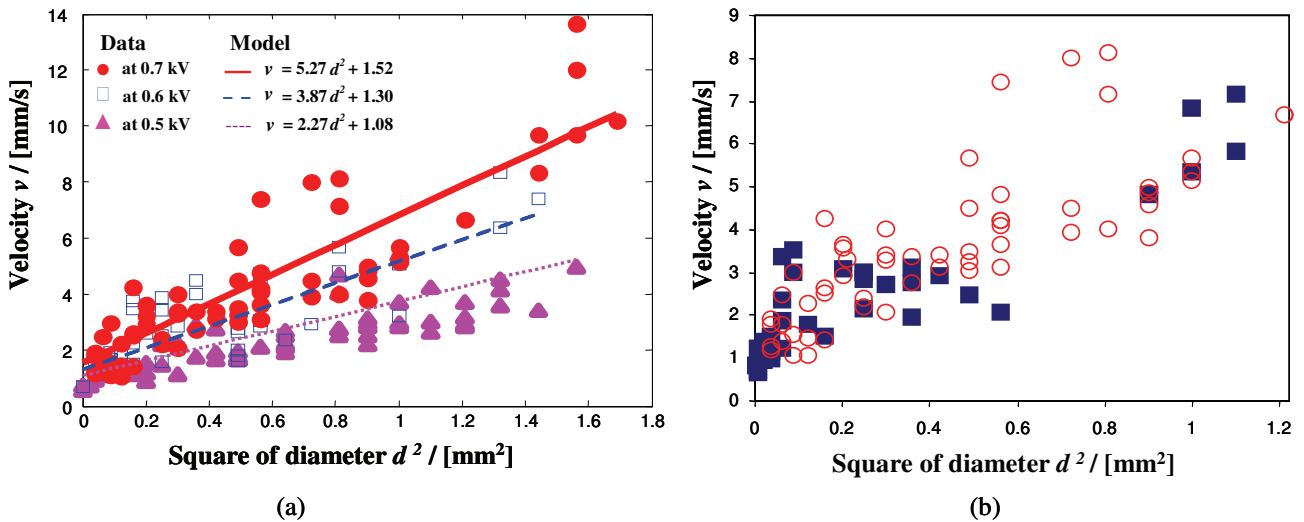 14
12
10
8
6
4
2
0
0 0.2 0.4 0.6 0.8 1.0 1.2 1.4 1.6 1.8
Velocity v / [mm/s]
Square of diameter d ² / [mm²]
Data Model
at 0.7 kV v = 5.27 d² + 1.52
at 0.6 kV v = 3.87 d² + 1.30
at 0.5 kV v = 2.27 d² + 1.08
(a)
9
8
7
6
5
4
3
2
1
0
0 0.2 0.4 0.6 0.8 1.0 1.2
Velocity v / [mm/s]
Square of diameter d ² / [mm²]
(b)